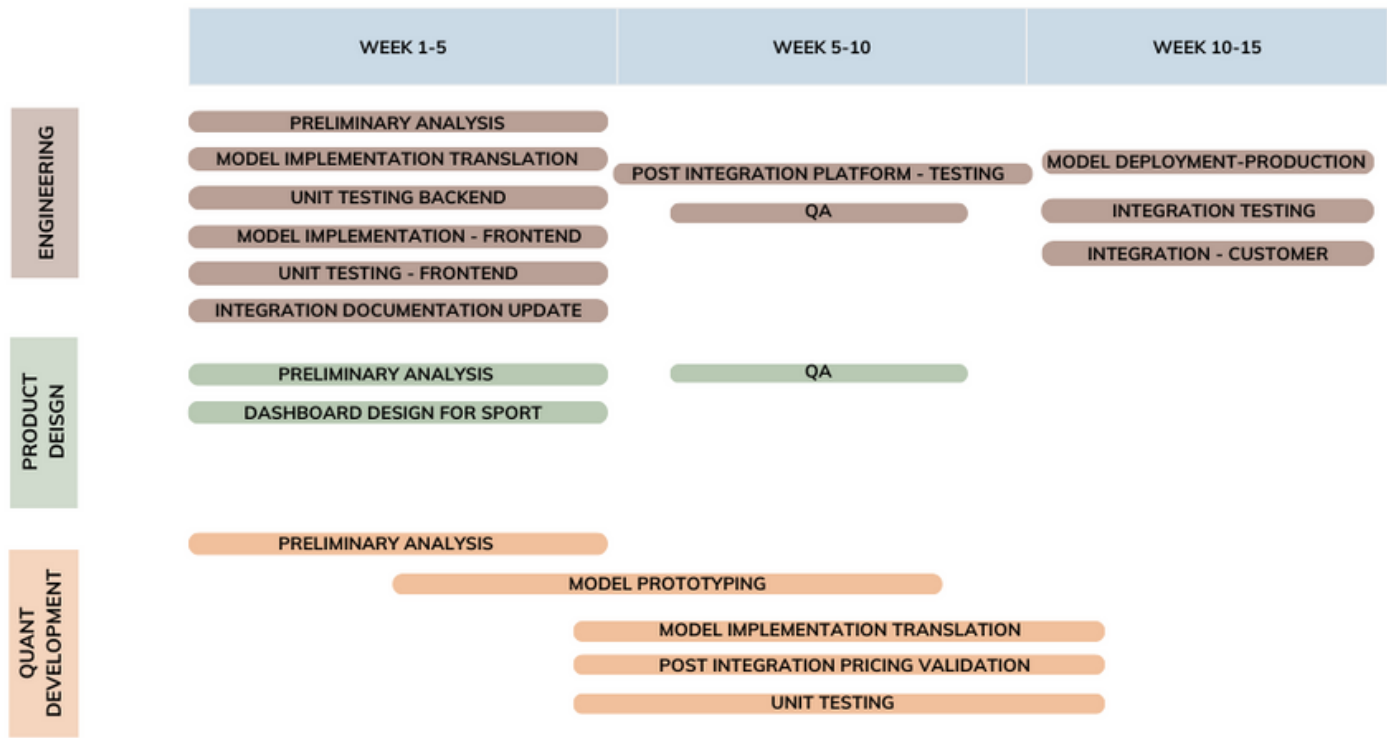 WEEK 1-5
WEEK 5-10
WEEK 10-15
ENGINEERING
PRELIMINARY ANALYSIS
MODEL IMPLEMENTATION TRANSLATION
UNIT TESTING BACKEND
MODEL IMPLEMENTATION - FRONTEND
UNIT TESTING - FRONTEND
INTEGRATION DOCUMENTATION UPDATE
POST INTEGRATION PLATFORM - TESTING
QA
MODEL DEPLOYMENT-PRODUCTION
INTEGRATION TESTING
INTEGRATION - CUSTOMER
PRODUCT
DEISGN
PRELIMINARY ANALYSIS
DASHBOARD DESIGN FOR SPORT
QA
QUANT
DEVELOPMENT
PRELIMINARY ANALYSIS
MODEL PROTOTYPING
MODEL IMPLEMENTATION TRANSLATION
POST INTEGRATION PRICING VALIDATION
UNIT TESTING